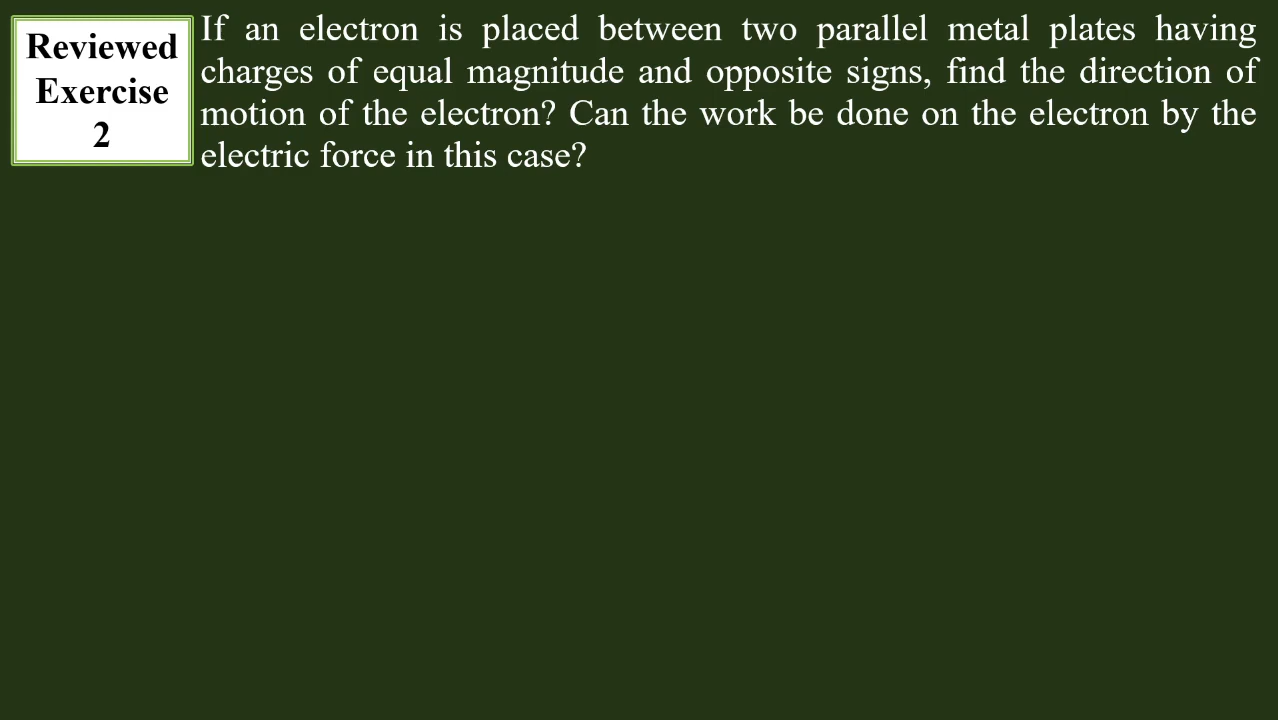 Reviewed
Exercise
2
If an electron is placed between two parallel metal plates having
charges of equal magnitude and opposite signs, find the direction of
motion of the electron? Can the work be done on the electron by the
electric force in this case?